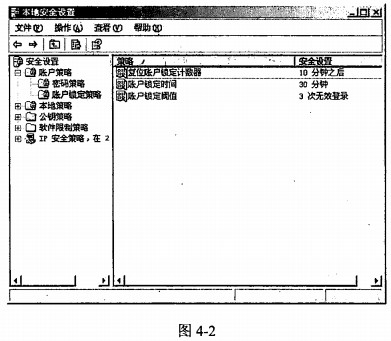 本地安全设置
文件(F) 操作(A) 查看(V) 帮助(H)
安全设置
账户策略
密码策略
账户锁定策略
本地策略
公钥策略
软件限制策略
IP 安全策略，在 2
策略 安全设置
复位账户锁定计数器 10 分钟之后
账户锁定时间 30 分钟
账户锁定阈值 3 次无效登录
图 4-2